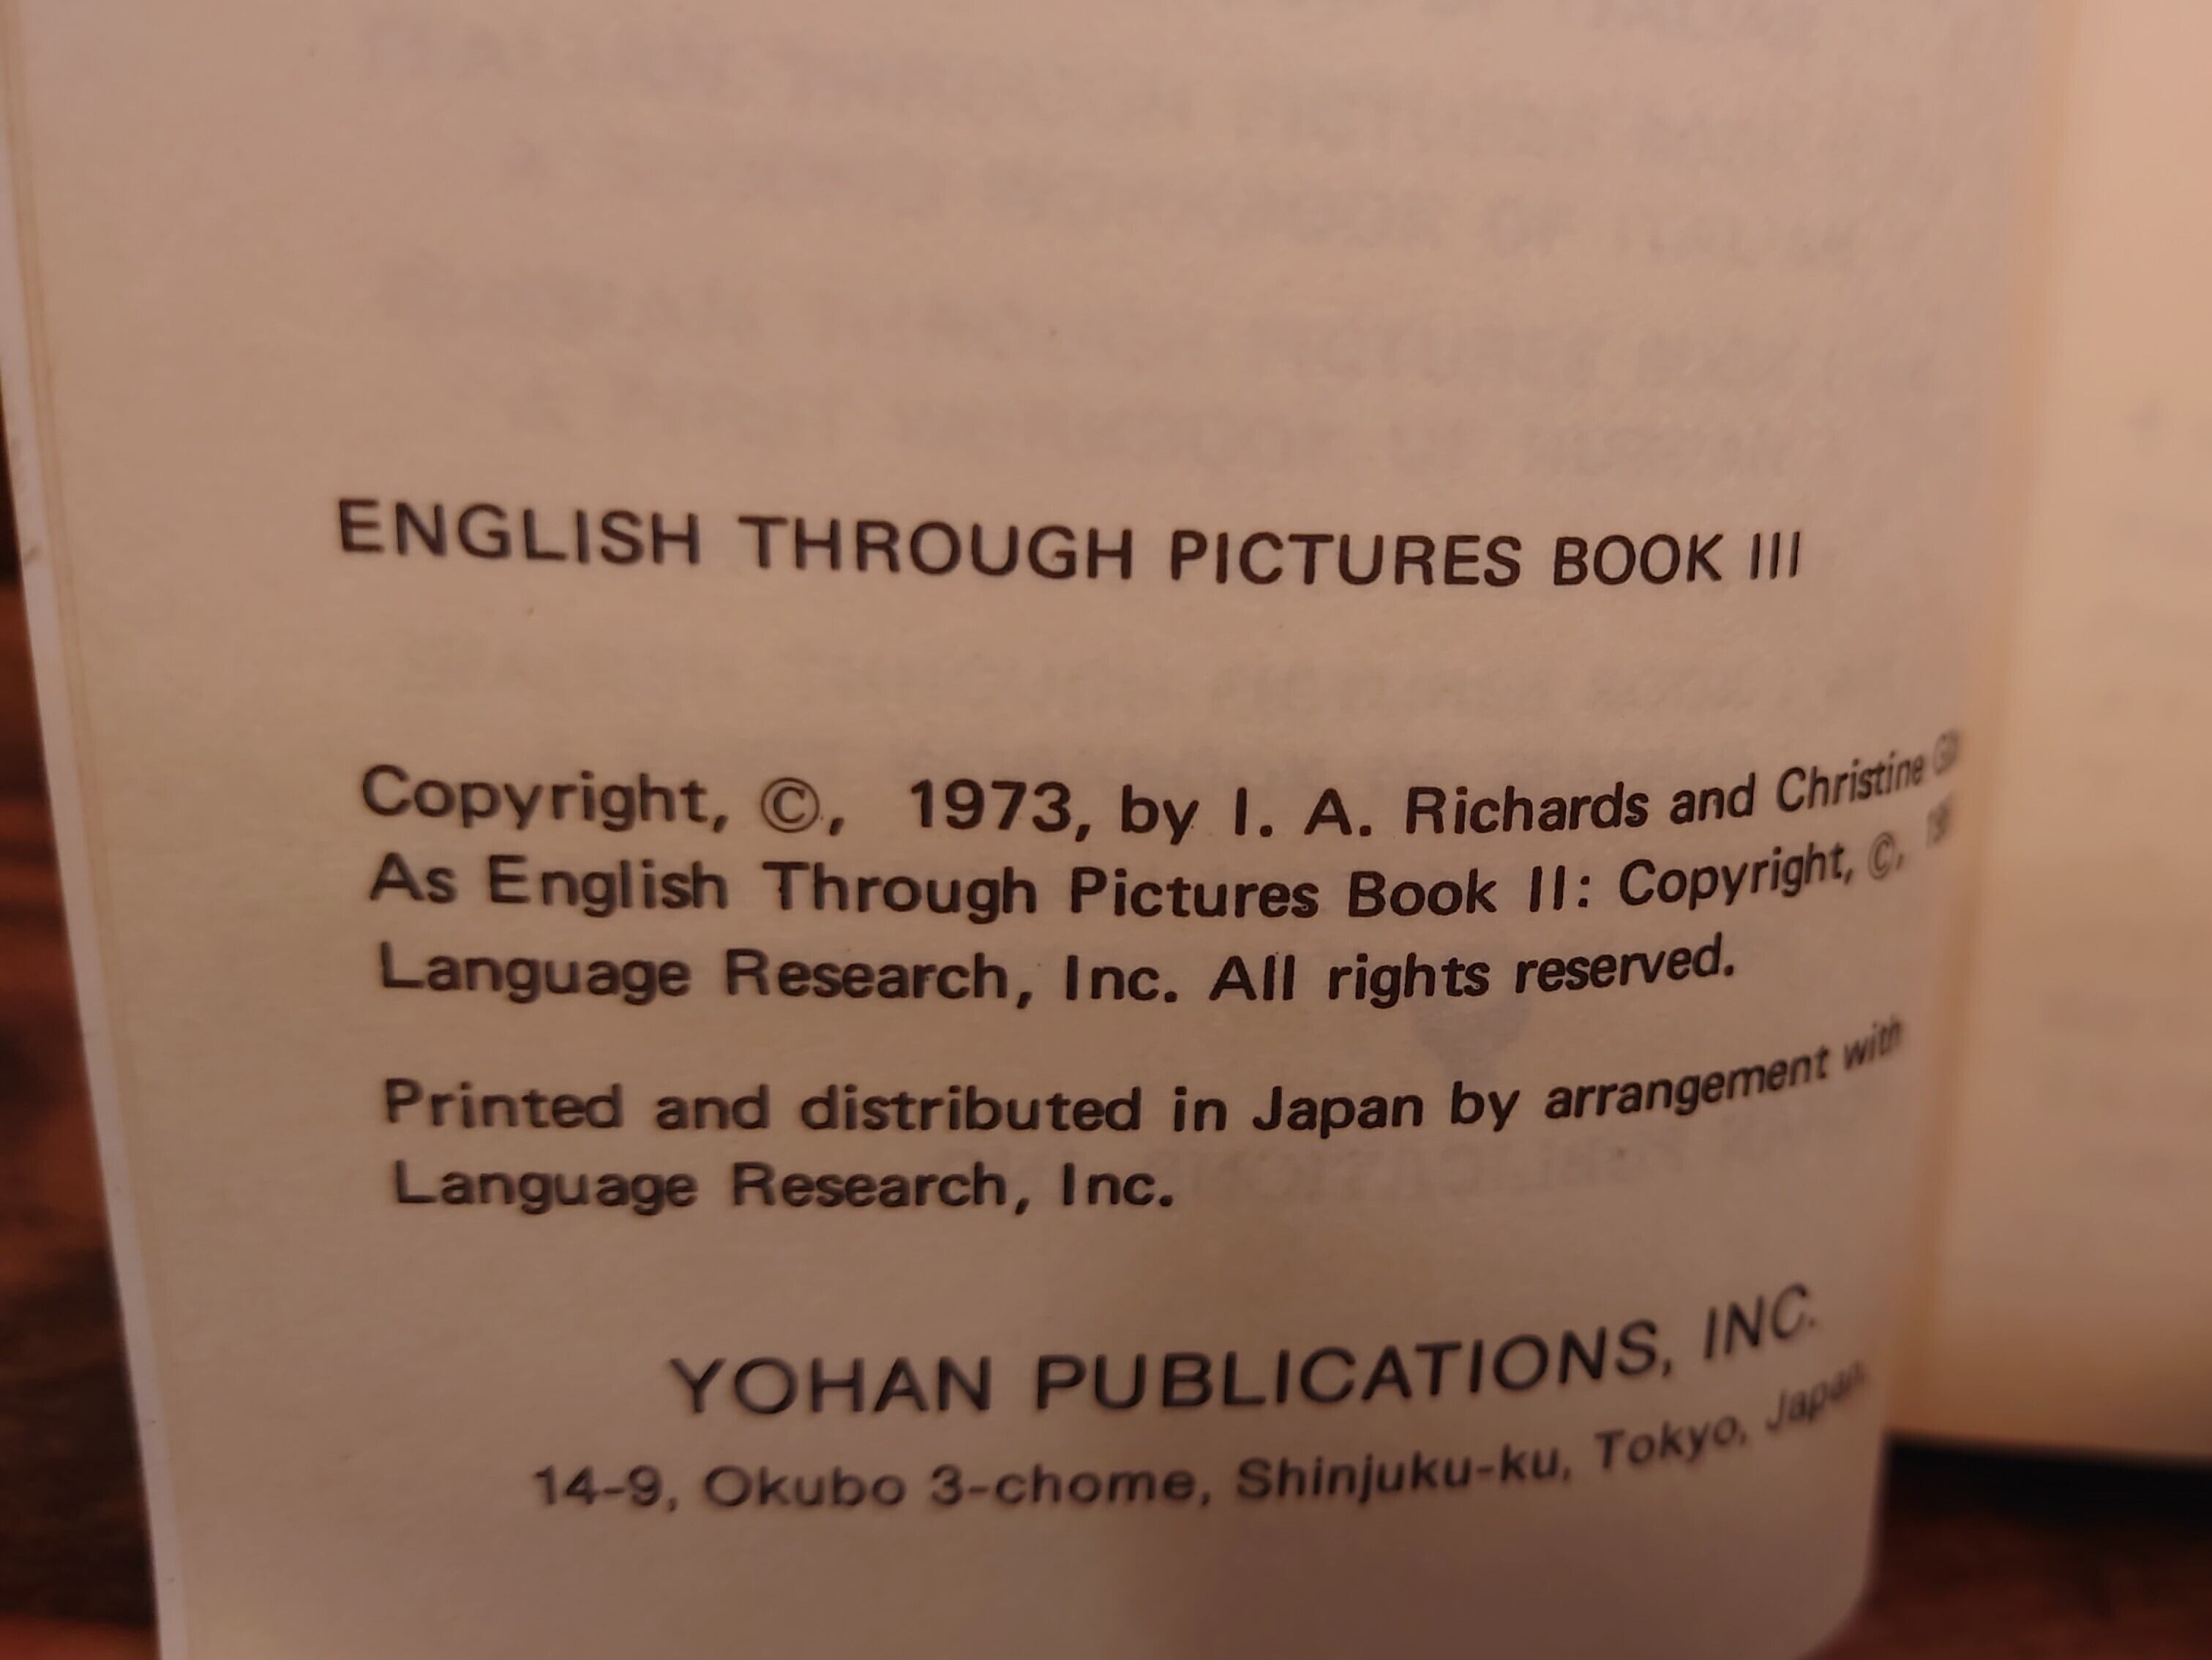 ENGLISH THROUGH PICTURES BOOK III
Copyright, ©, 1973, by I. A. Richards and Christine
As English Through Pictures Book II: Copyright, ©,
Language Research, Inc. All rights reserved.
Printed and distributed in Japan by arrangement with
Language Research, Inc.
YOHAN PUBLICATIONS, INC.
14-9, Okubo 3-chome, Shinjuku-ku, Tokyo, Japan